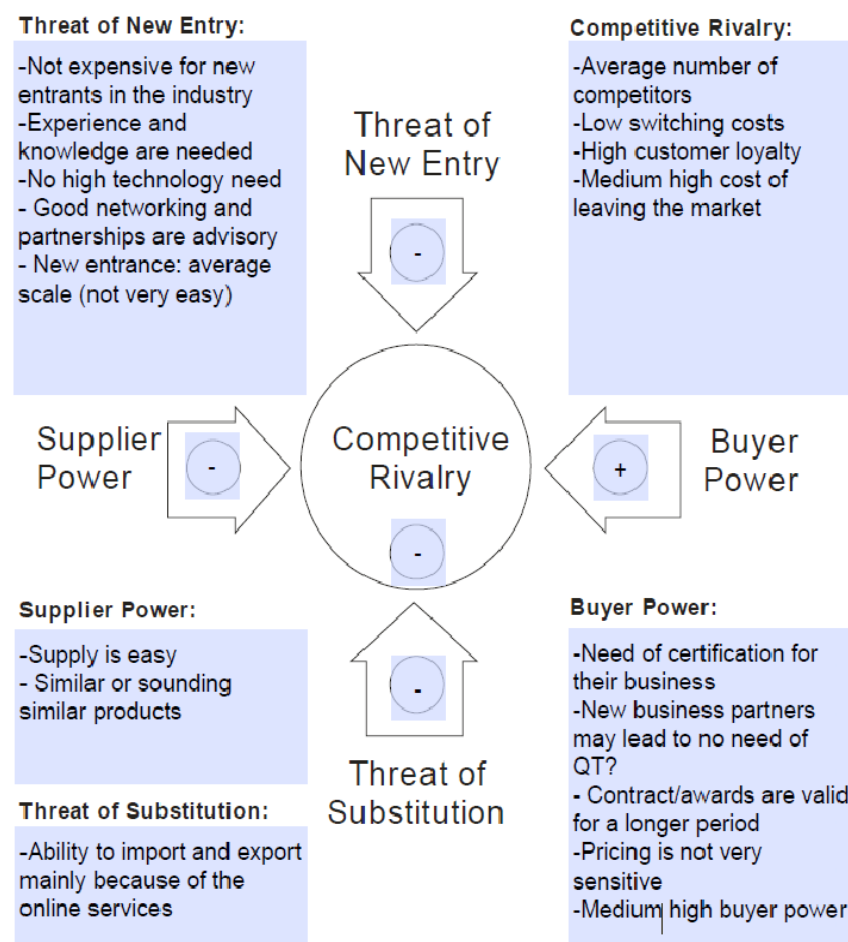 Threat of New Entry:
-Not expensive for new
entrants in the industry
-Experience and
knowledge are needed
-No high technology need
- Good networking and
partnerships are advisory
- New entrance: average
scale (not very easy)
Competitive Rivalry:
-Average number of
competitors
-Low switching costs
-High customer loyalty
-Medium high cost of
leaving the market
Threat of
New Entry
-
Supplier
Power
-
Competitive
Rivalry
-
+
Buyer
Power
-
Threat of
Substitution
Supplier Power:
-Supply is easy
- Similar or sounding
similar products
Threat of Substitution:
-Ability to import and export
mainly because of the
online services
Buyer Power:
-Need of certification for
their business
-New business partners
may lead to no need of
QT?
- Contract/awards are valid
for a longer period
-Pricing is not very
sensitive
-Medium high buyer power